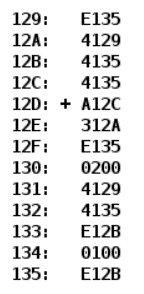 129: E135
12A: 4129
12B: 4135
12C: 4135
12D: + A12C
12E: 312A
12F: E135
130: 0200
131: 4129
132: 4135
133: E12B
134: 0100
135: E12B